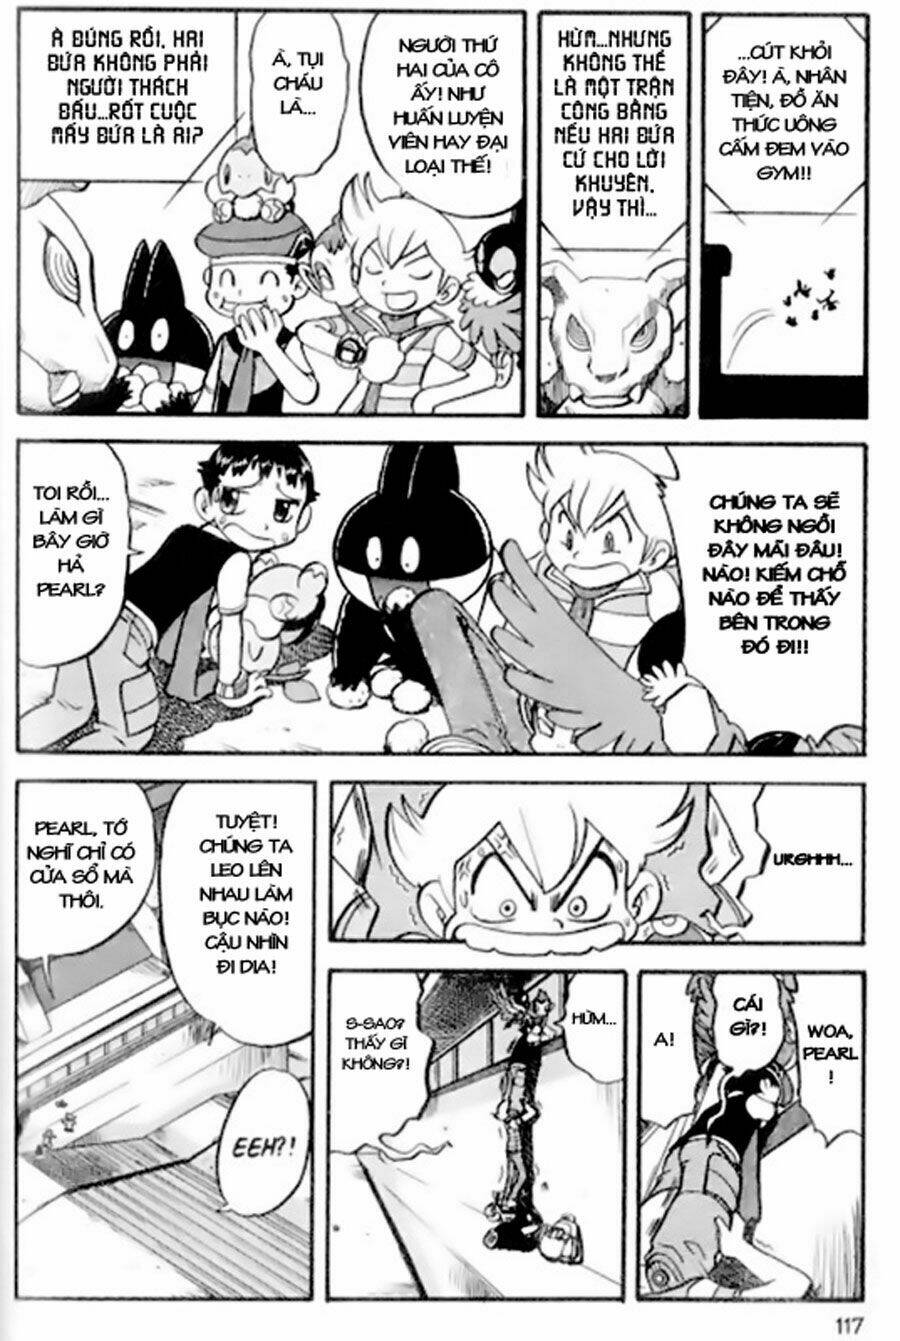 À ĐÚNG RỒI, HAI
ĐỨA KHÔNG PHẢI
NGƯỜI THÁCH
ĐẤU...RỐT CUỘC
MẤY ĐỨA LÀ AI?
À, TỤI
CHÁU
LÀ...
NGƯỜI THỨ
HAI CỦA CÔ
ẤY! NHƯ
HUẤN LUYỆN
VIÊN HAY ĐẠI
LOẠI THẾ!
HỪM...NHƯNG
KHÔNG THỂ
LÀ MỘT TRẬN
CÔNG BẰNG
NẾU HAI ĐỨA
CỨ CHO LỜI
KHUYÊN.
VẬY THÌ...
...CÚT KHỎI
ĐÂY! À, NHÂN
TIỆN, ĐỒ ĂN
THỨC UỐNG
CẤM ĐEM VÀO
GYM!!
TOI RỒI...
LÀM GÌ
BÂY GIỜ
HẢ
PEARL?
CHÚNG TA SẼ
KHÔNG NGỒI
ĐÂY MÃI ĐÂU!
NÀO! KIẾM CHỖ
NÀO ĐỂ THẤY
BÊN TRONG
ĐÓ ĐI!!
PEARL, TỚ
NGHĨ CHỈ CÓ
CỬA SỔ MÀ
THÔI.
TUYỆT!
CHÚNG TA
LEO LÊN
NHAU LÀM
BỤC NÀO!
CẬU NHÌN
ĐI DIA!
EEH?!
URGHHH...
S-SAO?
THẤY GÌ
KHÔNG?!
HỪM...
A!
CÁI
GÌ?!
WOA,
PEARL
!
117